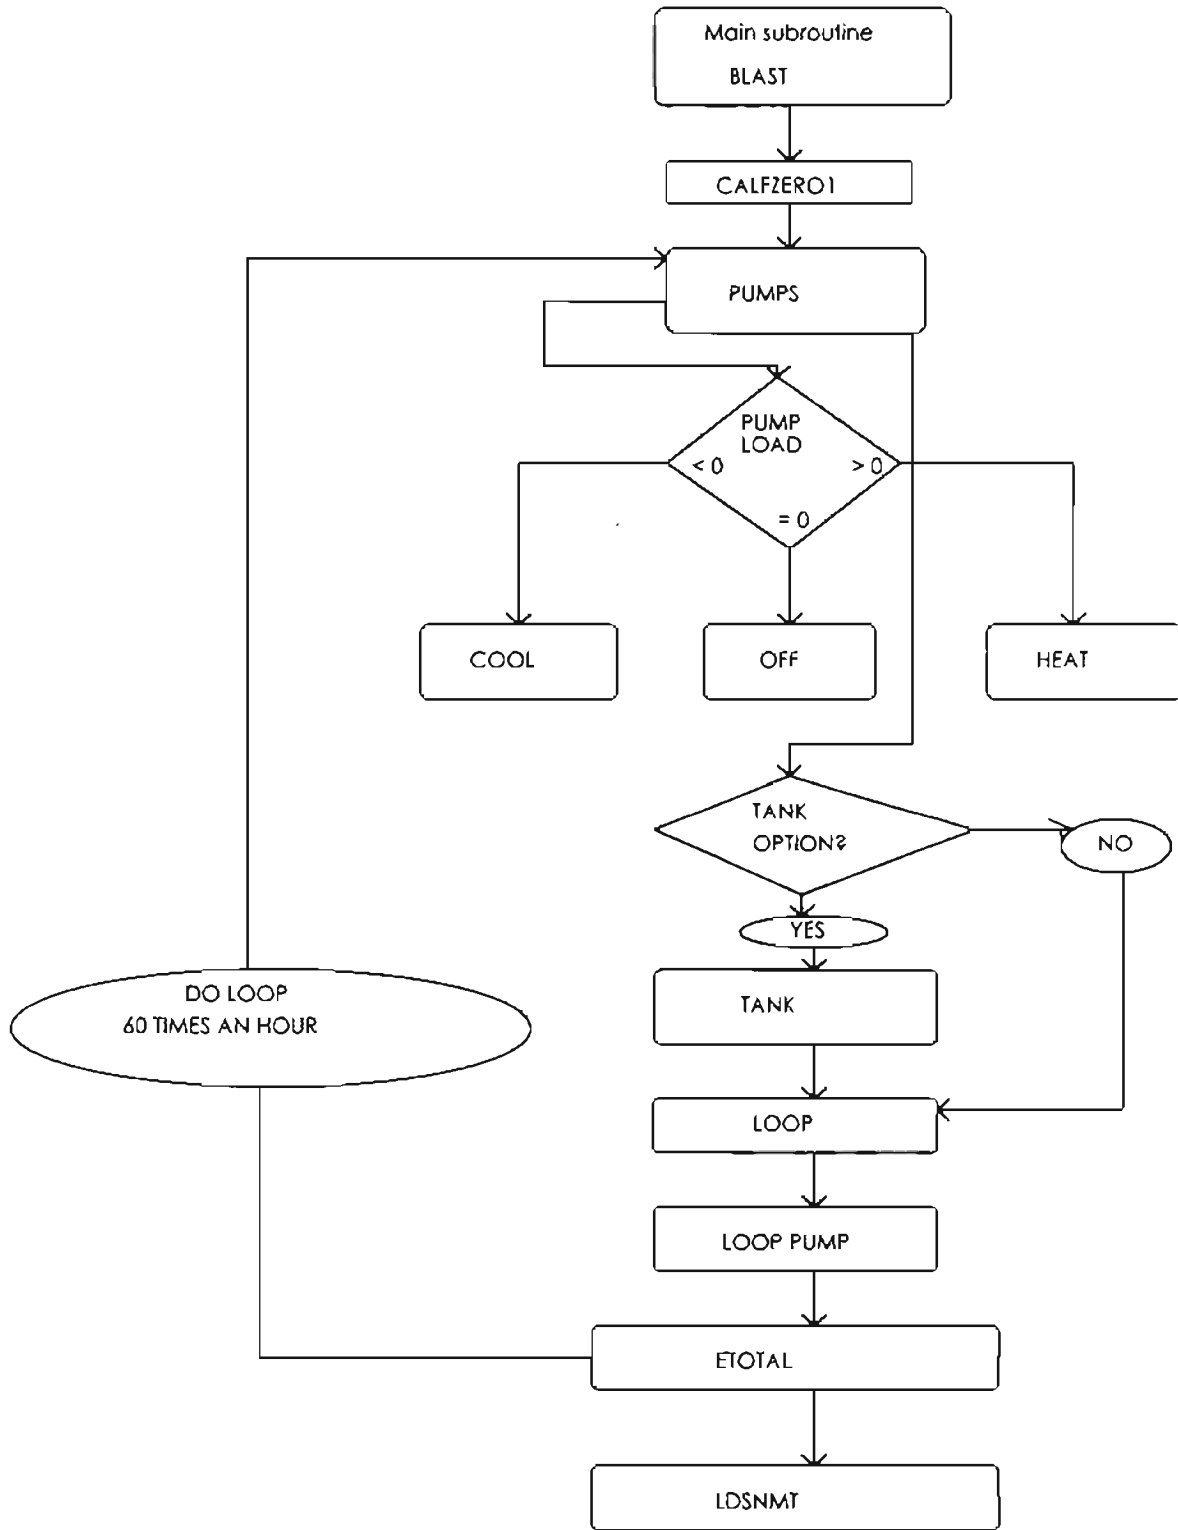 Main subroutine
BLAST
CALFZERO1
PUMPS
PUMP
LOAD
< 0
> 0
= 0
COOL
OFF
HEAT
TANK
OPTION?
NO
YES
DO LOOP
60 TIMES AN HOUR
TANK
LOOP
LOOP PUMP
ETOTAL
LDSNMT